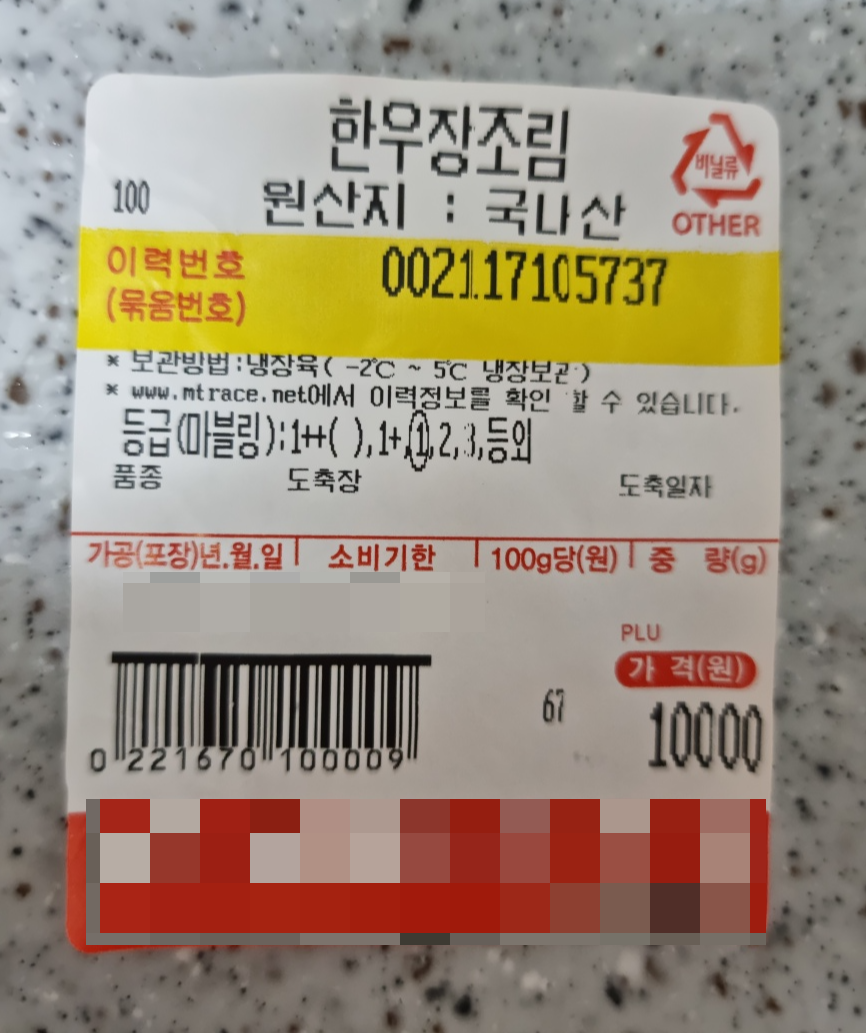 한우장조림
비닐류
OTHER
100
원산지 : 국내산
이력번호
(묶음번호)
002117105737
* 보관방법:냉장육( -2℃ ~ 5℃ 냉장보관 )
* www.mtrace.net에서 이력정보를 확인 할 수 있습니다.
등급(마블링):1++( ),1+,1,2,3,등외
품종 도축장 도축일자
가공(포장)년.월.일 소비기한 100g당(원) 중 량(g)
PLU
가 격(원)
67
10000
0 221670 100009